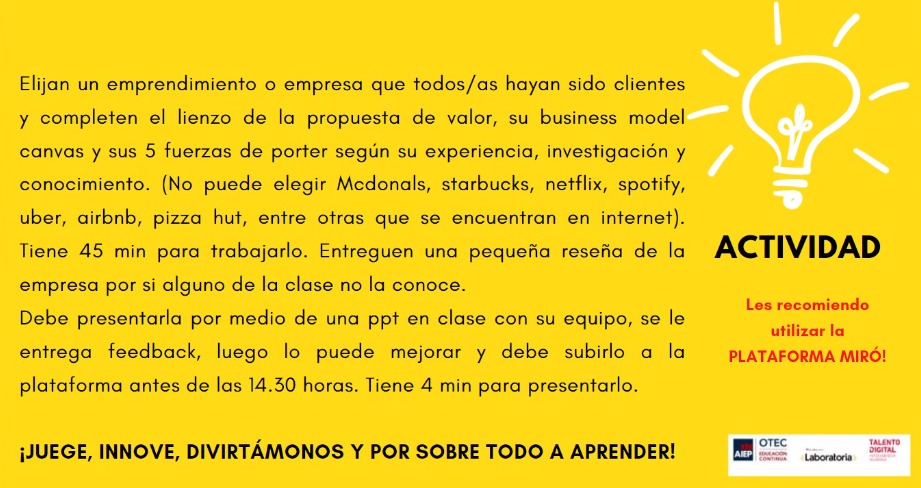 Elijan un emprendimiento o empresa que todos/as hayan sido clientes
y completen el lienzo de la propuesta de valor, su business model
canvas y sus 5 fuerzas de porter según su experiencia, investigación y
conocimiento. (No puede elegir Mcdonals, starbucks, netflix, spotify,
uber, airbnb, pizza hut, entre otras que se encuentran en internet).
Tiene 45 min para trabajarlo. Entreguen una pequeña reseña de la
empresa por si alguno de la clase no la conoce.
Debe presentarla por medio de una ppt en clase con su equipo, se le
entrega feedback, luego lo puede mejorar y debe subirlo a la
plataforma antes de las 14.30 horas. Tiene 4 min para presentarlo.
¡JUEGE, INNOVE, DIVIRTÁMONOS Y POR SOBRE TODO A APRENDER!
ACTIVIDAD
Les recomiendo
utilizar la
PLATAFORMA MIRÓ!
AIEP
OTEC
EDUCACIÓN
CONTINUA
Laboratoria
TALENTO
DIGITAL